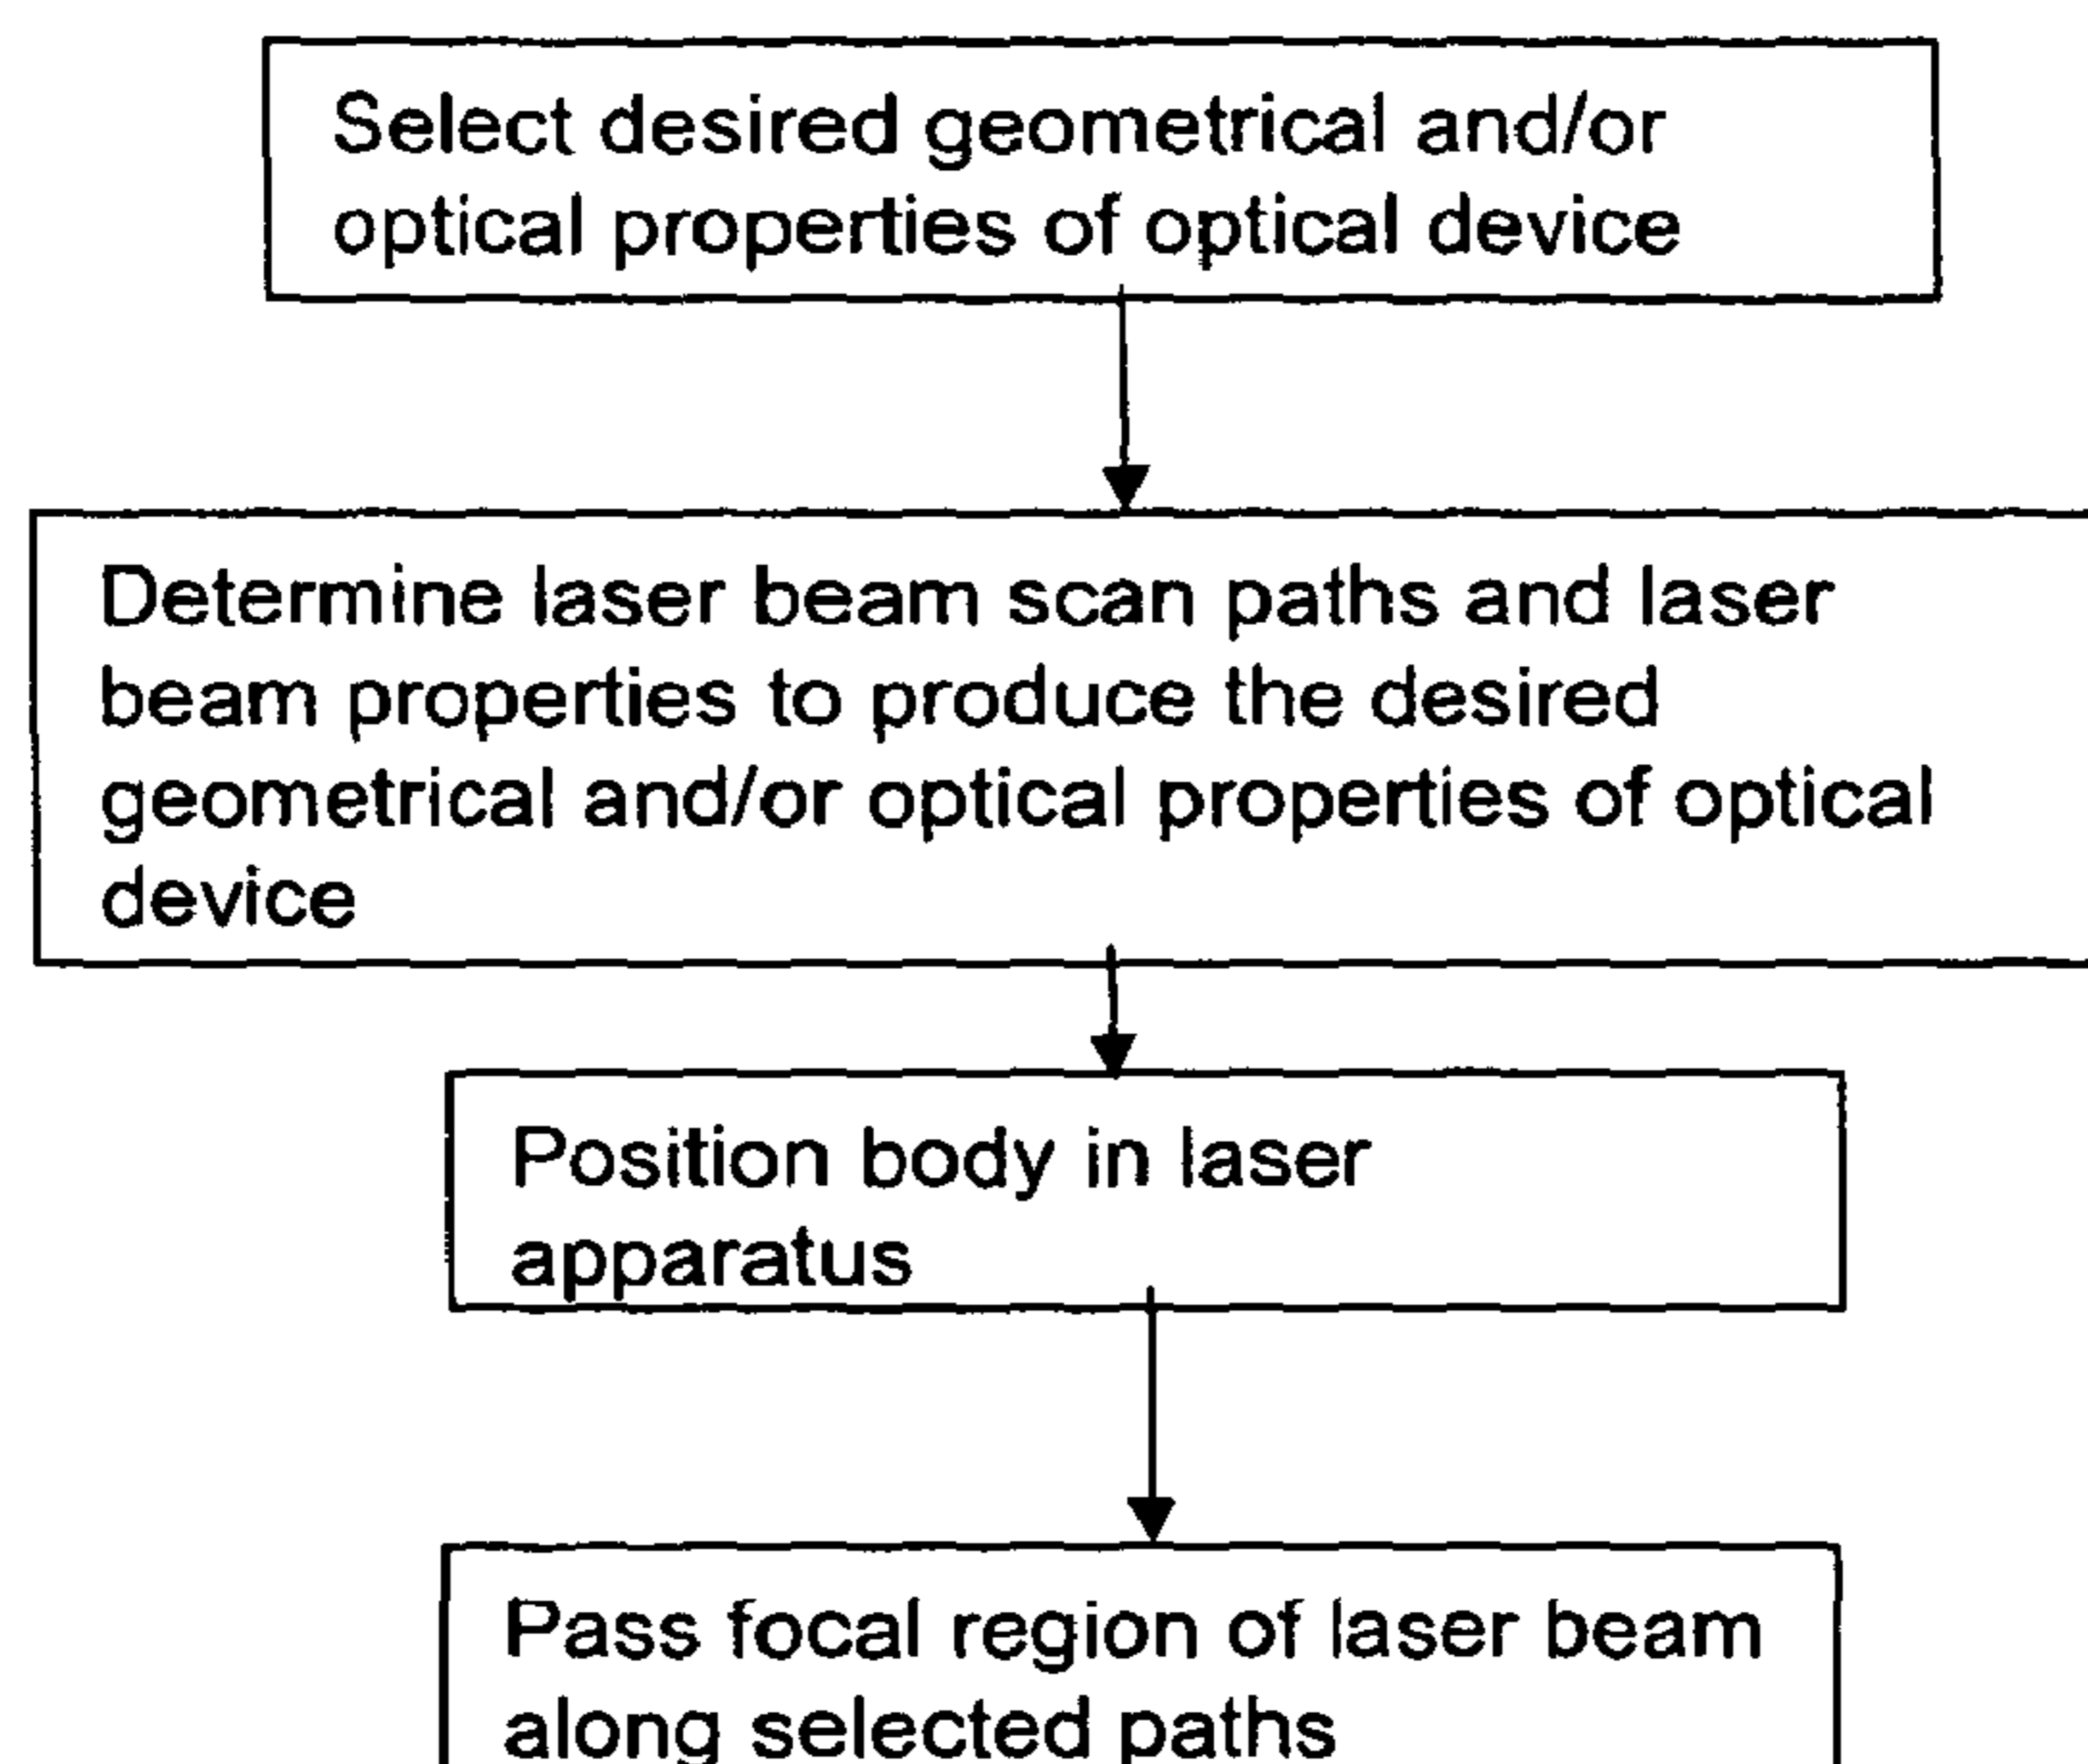 Select desired geometrical and/or
optical properties of optical device
Determine laser beam scan paths and laser
beam properties to produce the desired
geometrical and/or optical properties of optical
device
Position body in laser
apparatus
Pass focal region of laser beam
along selected paths